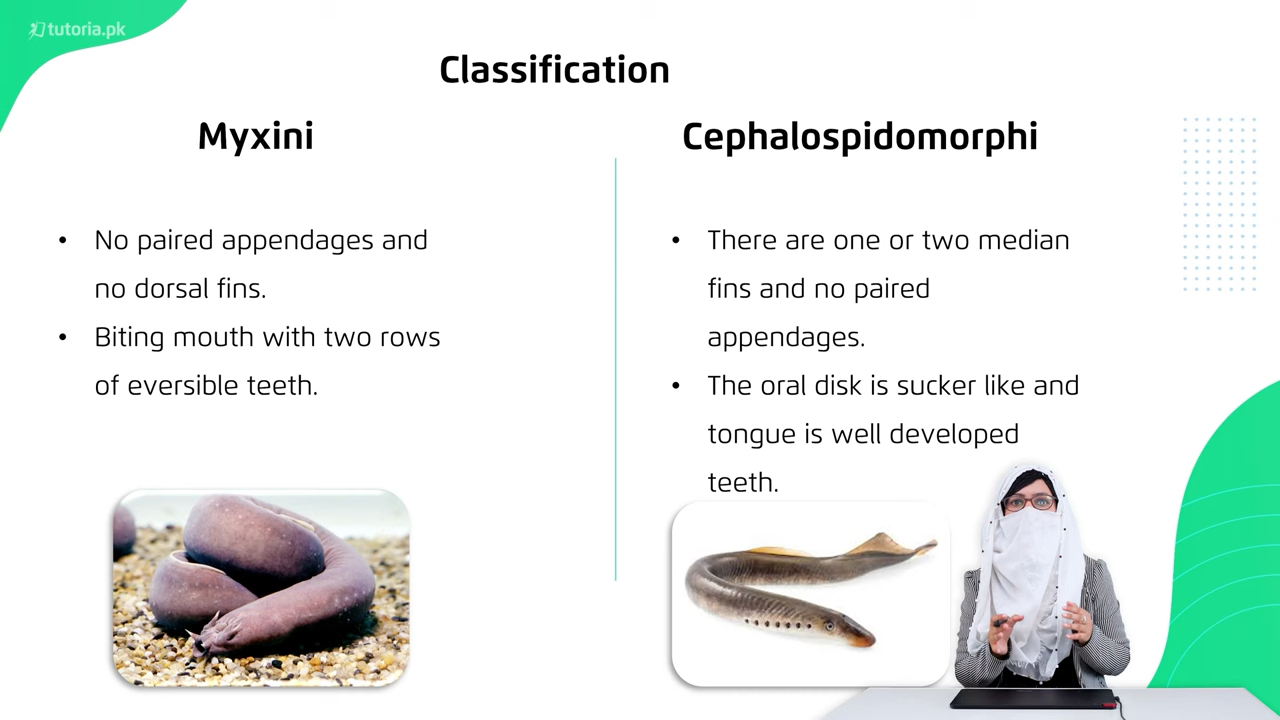 tutoria.pk
Classification
Myxini
• No paired appendages and
no dorsal fins.
• Biting mouth with two rows
of eversible teeth.
Cephalospidomorphi
• There are one or two median
fins and no paired
appendages.
• The oral disk is sucker like and
tongue is well developed
teeth.